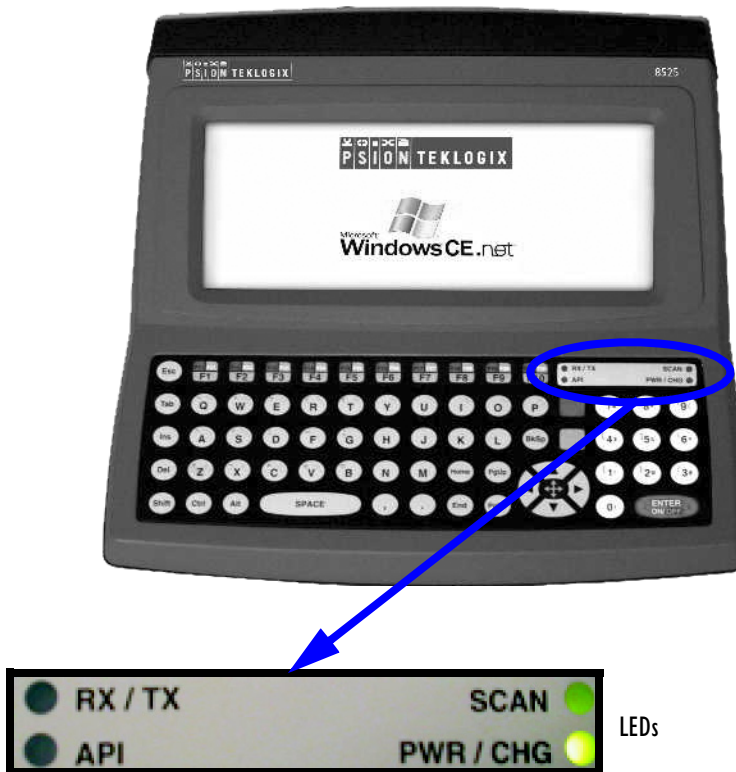 PSION TEKLOGIX
8525
PSION TEKLOGIX
Microsoft
WindowsCE.net
RX / TX SCAN
API PWR / CHG
Esc F1 F2 F3 F4 F5 F6 F7 F8 F9
Tab Q W E R T Y U I O P
Ins A S D F G H J K L BkSp 4 5 6
Del Z X C V B N M Home PgUp 1 2 3
Shift Ctrl Alt SPACE , . End 0 ENTER
ON/OFF
RX / TX SCAN
LEDs
API PWR / CHG